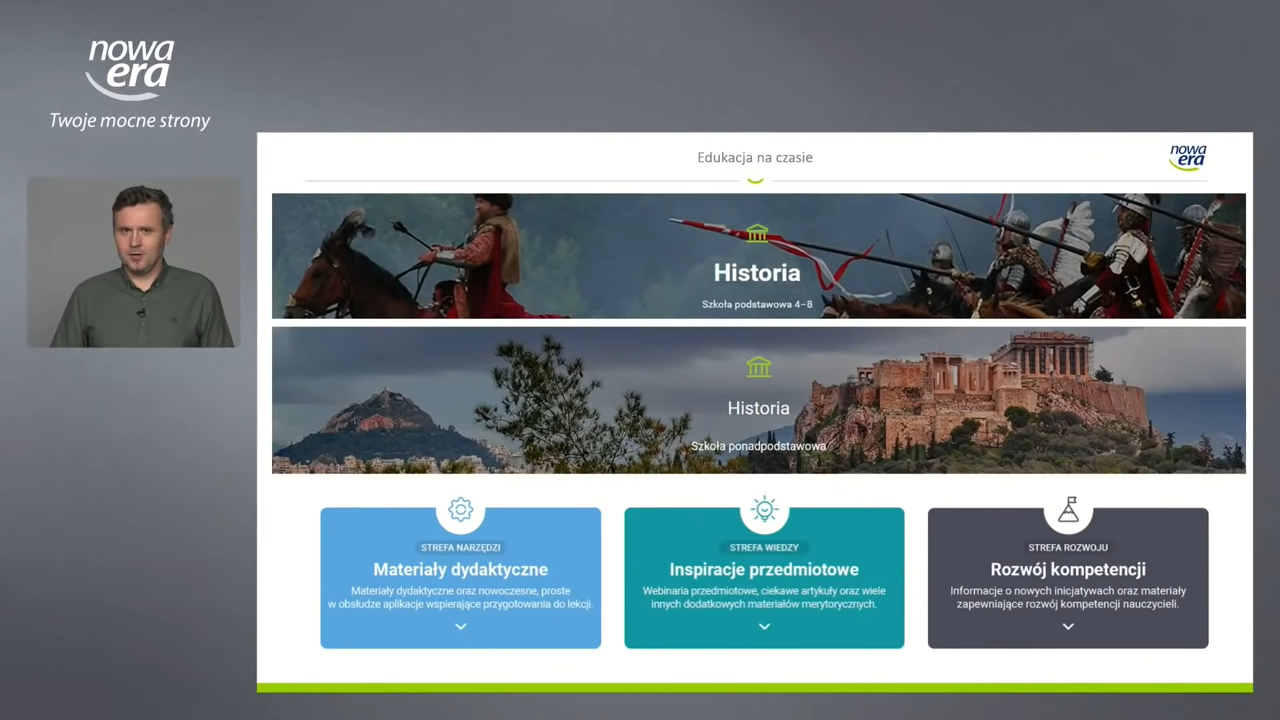 nowa
era
Twoje mocne strony
Edukacja na czasie
nowa
era
Historia
Szkoła podstawowa 4–8
Historia
Szkoła ponadpodstawowa
STREFA NARZĘDZI
Materiały dydaktyczne
Materiały dydaktyczne oraz nowoczesne, proste
w obsłudze aplikacje wspierające przygotowania do lekcji.
STREFA WIEDZY
Inspiracje przedmiotowe
Webinaria przedmiotowe, ciekawe artykuły oraz wiele
innych dodatkowych materiałów merytorycznych.
STREFA ROZWOJU
Rozwój kompetencji
Informacje o nowych inicjatywach oraz materiały
zapewniające rozwój kompetencji nauczycieli.